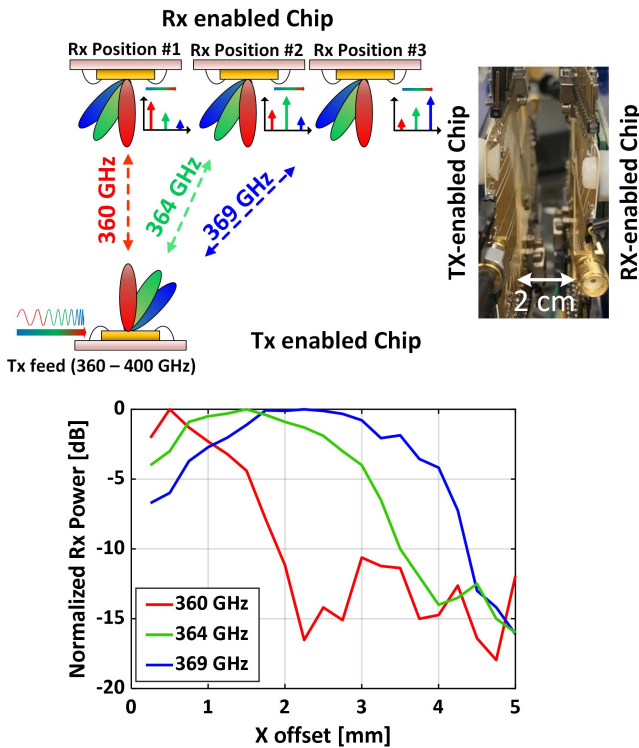 Rx enabled Chip
Rx Position #1
Rx Position #2
Rx Position #3
360 GHz
364 GHz
369 GHz
Tx feed (360 – 400 GHz)
Tx enabled Chip
TX-enabled Chip
2 cm
RX-enabled Chip
Normalized Rx Power [dB]
0
-5
-10
-15
-20
360 GHz
364 GHz
369 GHz
0 1 2 3 4 5
X offset [mm]